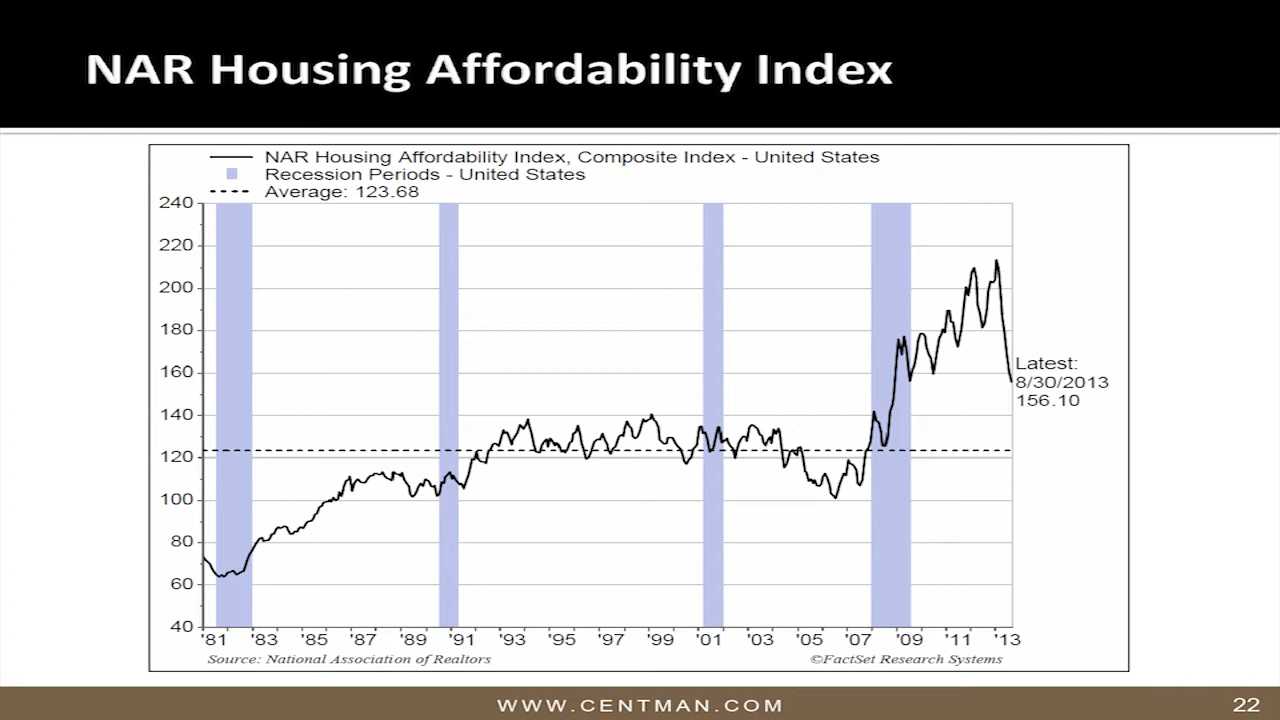 NAR Housing Affordability Index
NAR Housing Affordability Index, Composite Index - United States
Recession Periods - United States
Average: 123.68
240
220
200
180
160
140
120
100
80
60
40
Latest:
8/30/2013
156.10
'81 '83 '85 '87 '89 '91 '93 '95 '97 '99 '01 '03 '05 '07 '09 '11 '13
Source: National Association of Realtors ©FactSet Research Systems
WWW.CENTMAN.COM 22